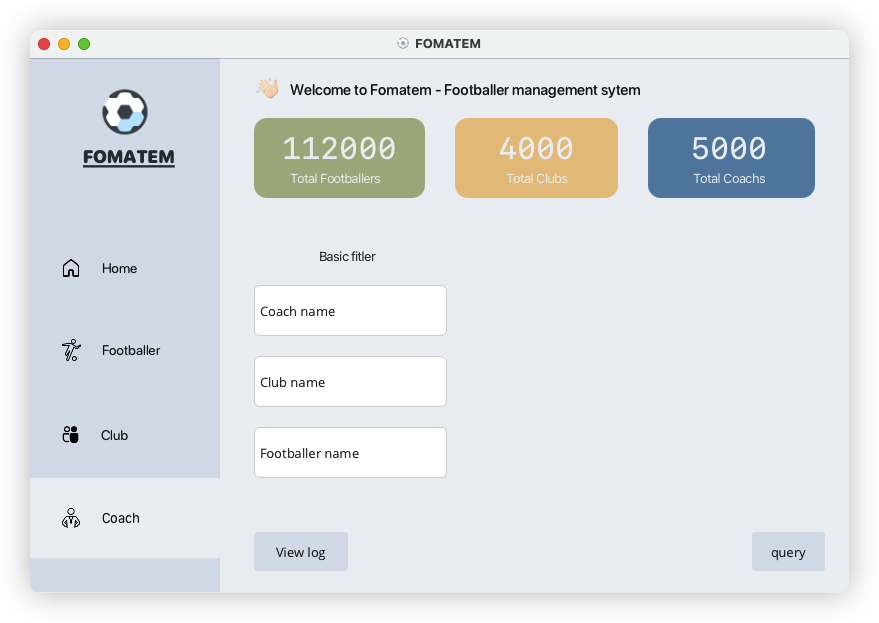 FOMATEM
FOMATEM
Home
Footballer
Club
Coach
Welcome to Fomatem - Footballer management sytem
112000
Total Footballers
4000
Total Clubs
5000
Total Coachs
Basic fitler
Coach name
Club name
Footballer name
View log
query